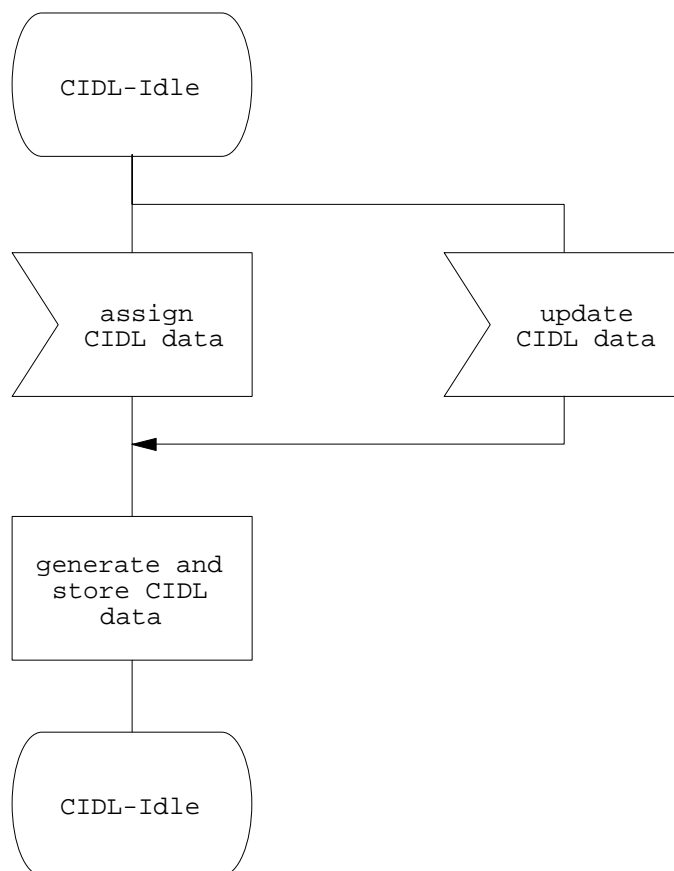 CIDL-Idle
assign
CIDL data
update
CIDL data
generate and
store CIDL
data
CIDL-Idle